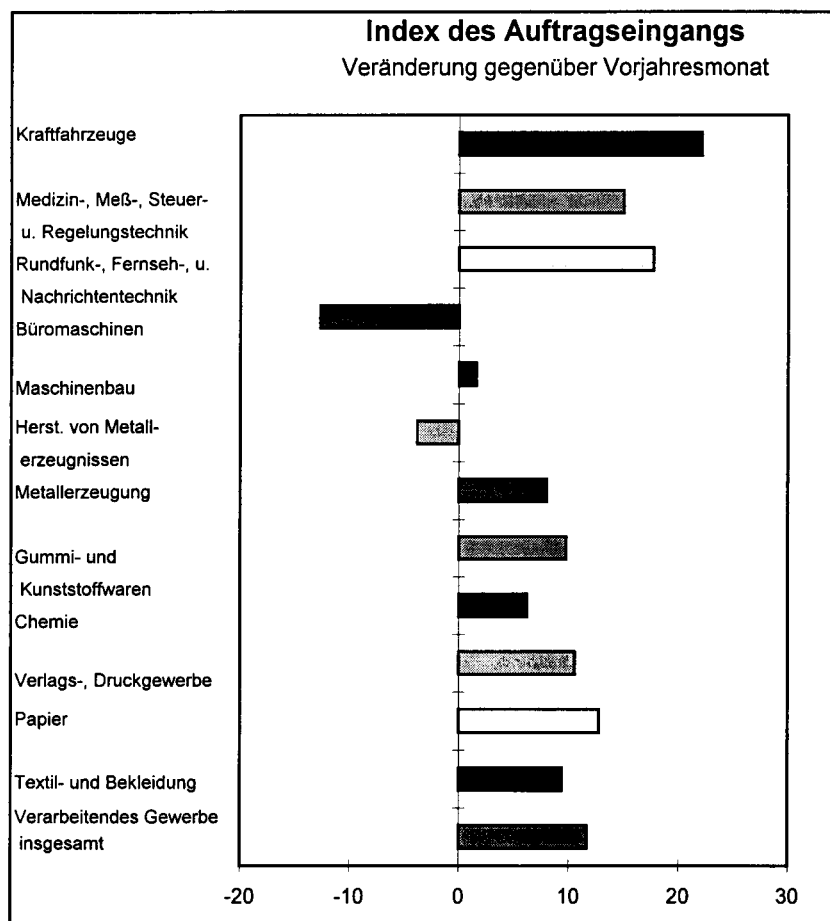 Index des Auftragseingangs
Veränderung gegenüber Vorjahresmonat
Kraftfahrzeuge
Medizin-, Meß-, Steuer-
u. Regelungstechnik
Rundfunk-, Fernseh-, u.
Nachrichtentechnik
Büromaschinen
Maschinenbau
Herst. von Metall-
erzeugnissen
Metallerzeugung
Gummi- und
Kunststoffwaren
Chemie
Verlags-, Druckgewerbe
Papier
Textil- und Bekleidung
Verarbeitendes Gewerbe
insgesamt
-20 -10 0 10 20 30